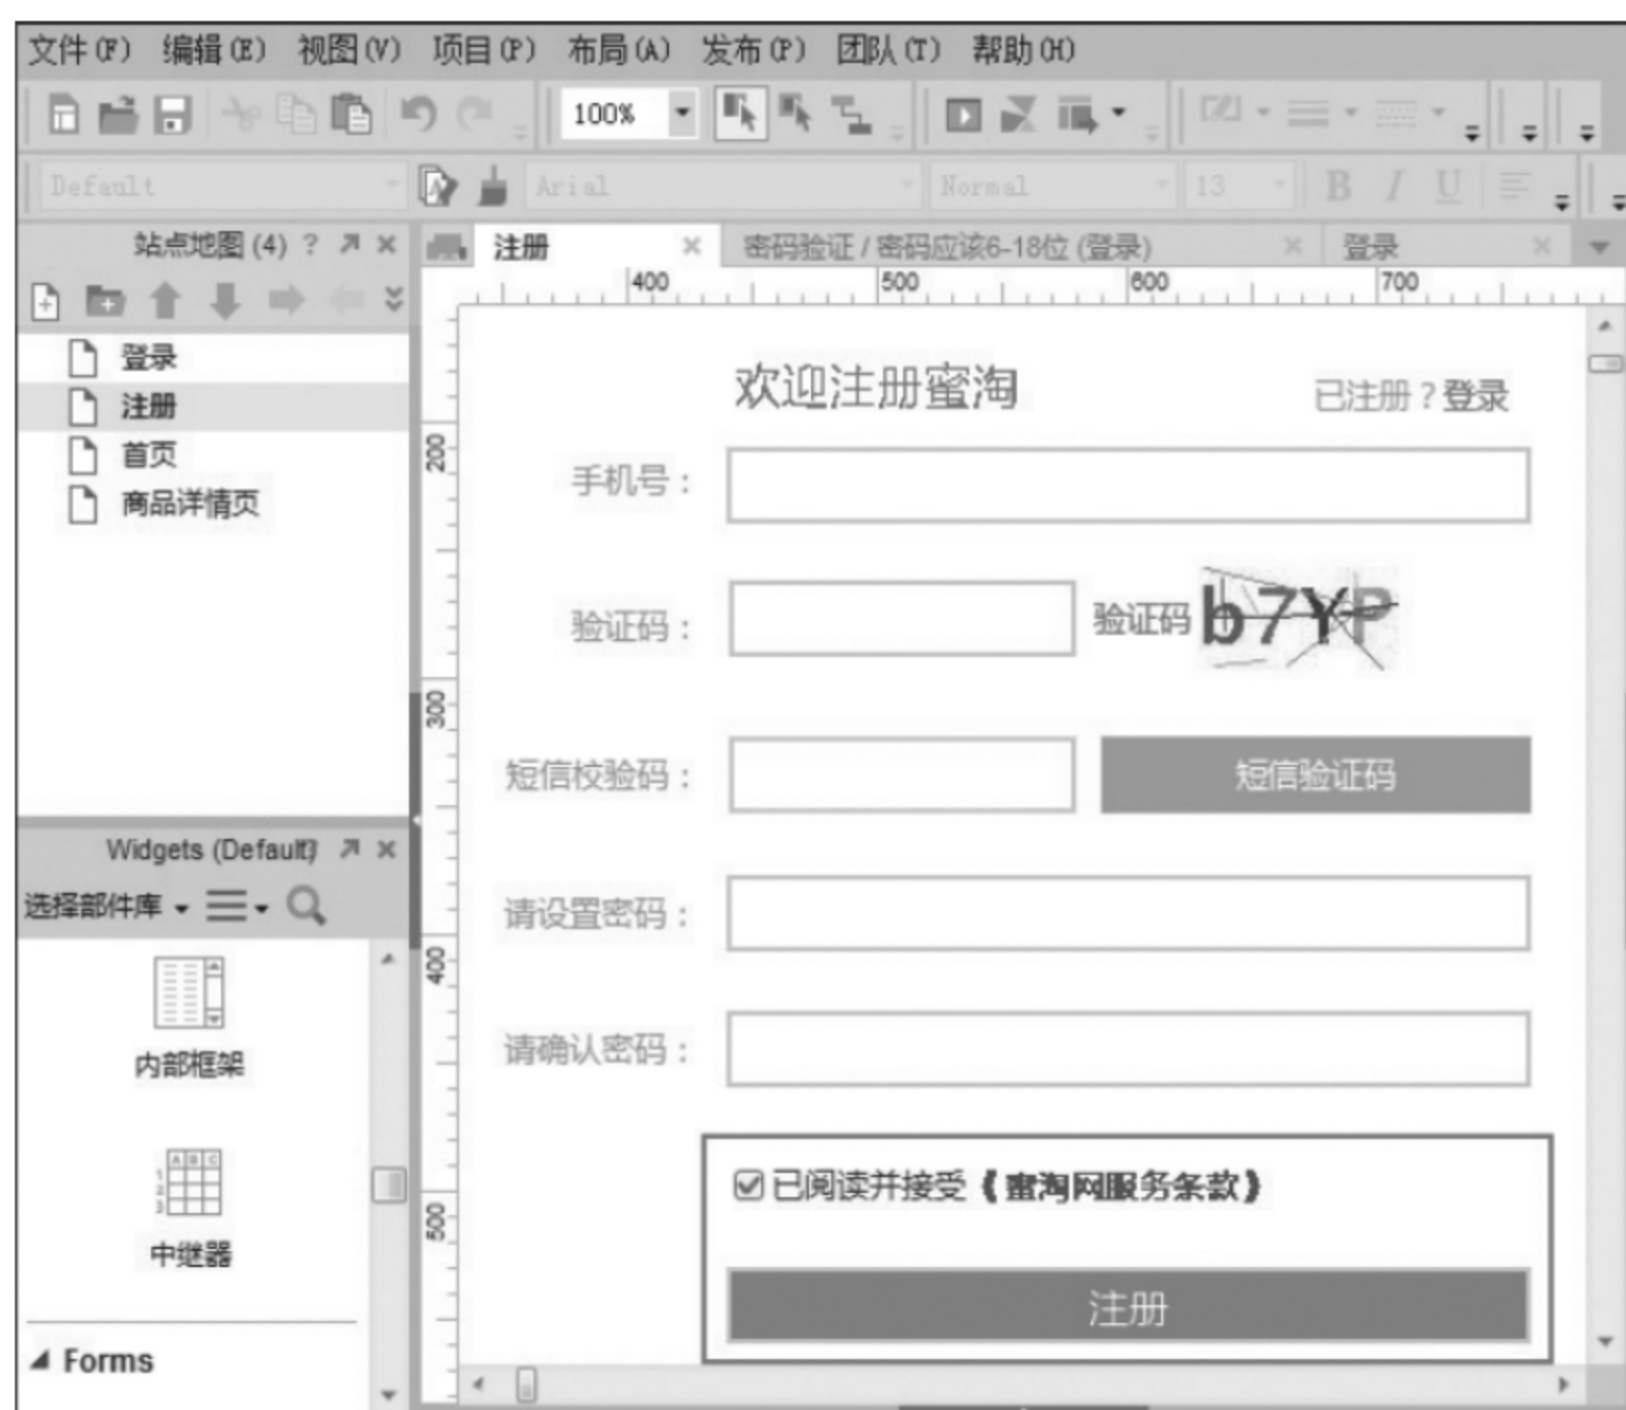 文件(F) 编辑(E) 视图(V) 项目(P) 布局(A) 发布(P) 团队(T) 帮助(H)
100%
Default Arial Normal 13 B I U
站点地图 (4) ?
注册 密码验证 / 密码应该6-18位 (登录) 登录
400 500 600 700
登录
注册
首页
商品详情页
欢迎注册蜜淘 已注册？登录
200
手机号：
验证码： 验证码 b7YP
300
短信校验码： 短信验证码
Widgets (Default)
选择部件库
请设置密码：
400
内部框架
请确认密码：
A B C
1
2
3
中继器
已阅读并接受《蜜淘网服务条款》
500
注册
Forms